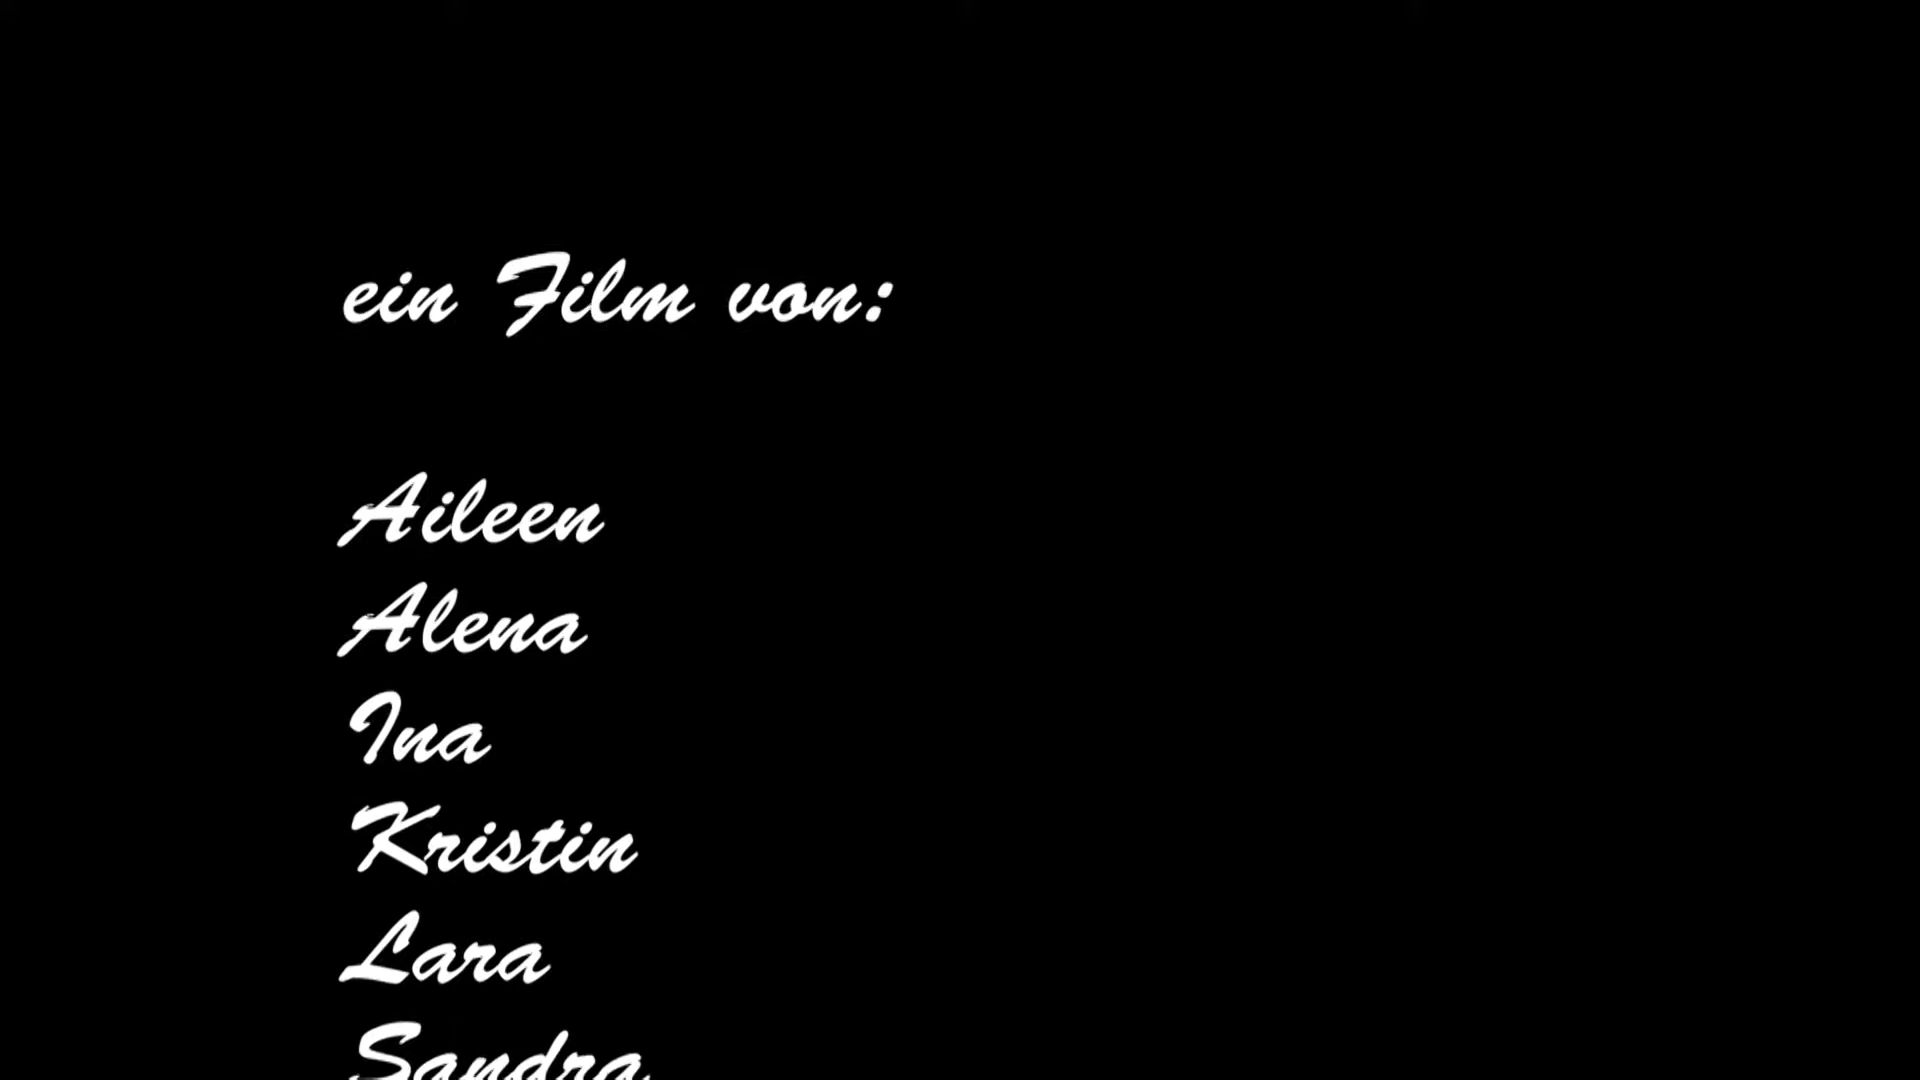 ein Film von:
Aileen
Alena
Ina
Kristin
Lara
Sandra